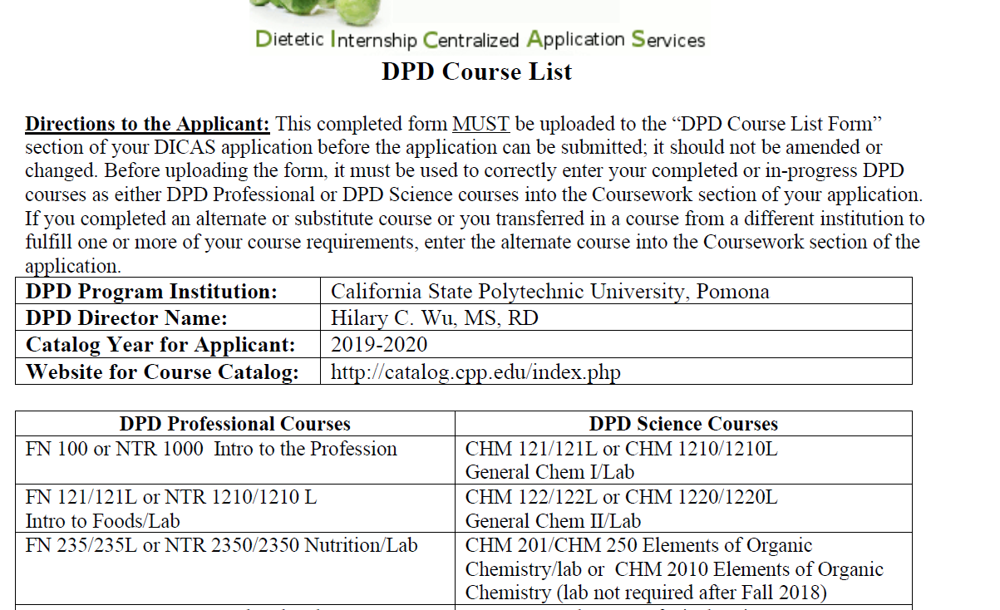 Dietetic Internship Centralized Application Services
DPD Course List
Directions to the Applicant: This completed form MUST be uploaded to the “DPD Course List Form”
section of your DICAS application before the application can be submitted; it should not be amended or
changed. Before uploading the form, it must be used to correctly enter your completed or in-progress DPD
courses as either DPD Professional or DPD Science courses into the Coursework section of your application.
If you completed an alternate or substitute course or you transferred in a course from a different institution to
fulfill one or more of your course requirements, enter the alternate course into the Coursework section of the
application.
DPD Program Institution: California State Polytechnic University, Pomona
DPD Director Name: Hilary C. Wu, MS, RD
Catalog Year for Applicant: 2019-2020
Website for Course Catalog: http://catalog.cpp.edu/index.php
DPD Professional Courses DPD Science Courses
FN 100 or NTR 1000  Intro to the Profession
CHM 121/121L or CHM 1210/1210L
General Chem I/Lab
FN 121/121L or NTR 1210/1210 L
Intro to Foods/Lab
CHM 122/122L or CHM 1220/1220L
General Chem II/Lab
FN 235/235L or NTR 2350/2350 Nutrition/Lab
CHM 201/CHM 250 Elements of Organic
Chemistry/lab or  CHM 2010 Elements of Organic
Chemistry (lab not required after Fall 2018)